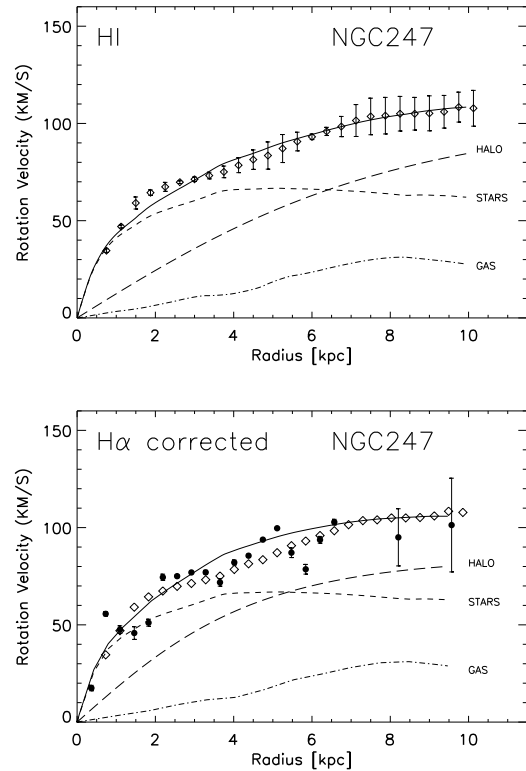 HI NGC247
150
100
50
0
Rotation Velocity (KM/S)
HALO
STARS
GAS
0 2 4 6 8 10
Radius [kpc]
Hα corrected NGC247
150
100
50
0
Rotation Velocity (KM/S)
HALO
STARS
GAS
0 2 4 6 8 10
Radius [kpc]